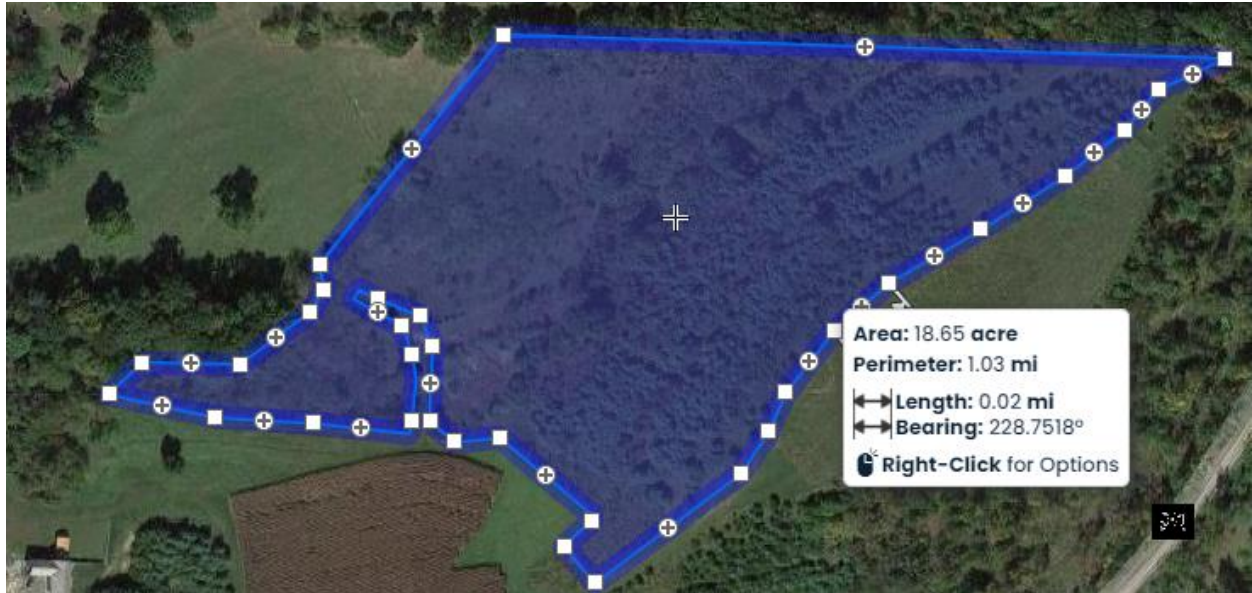 Area: 18.65 acre
Perimeter: 1.03 mi
Length: 0.02 mi
Bearing: 228.7518°
Right-Click for Options